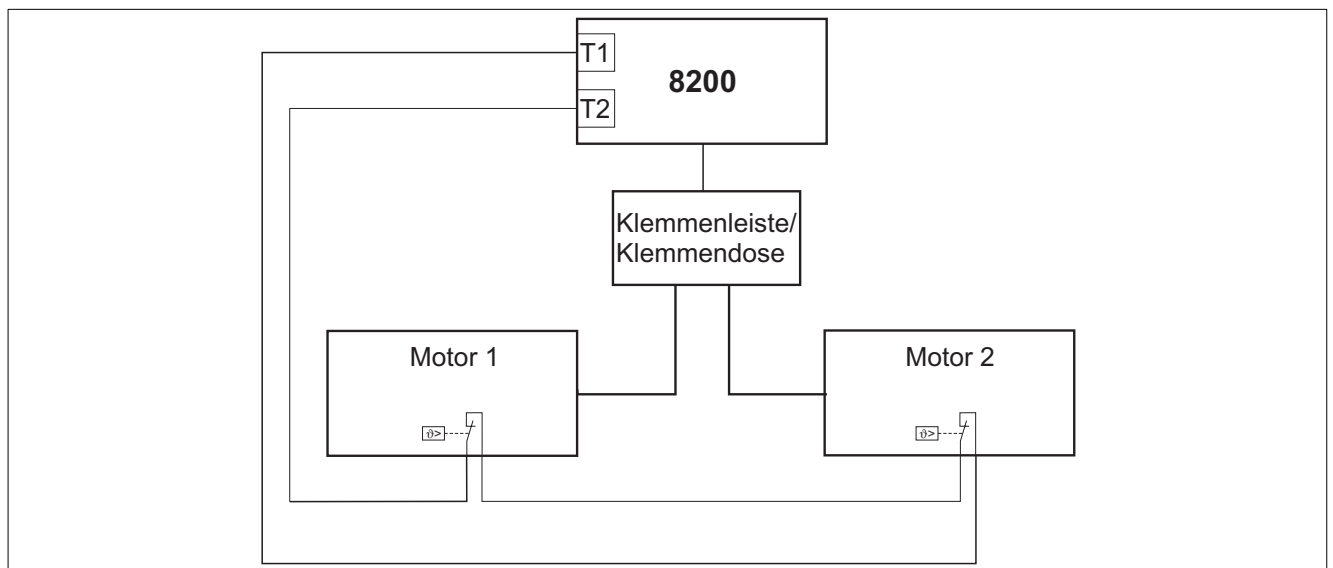 T1
8200
T2
Klemmenleiste/
Klemmendose
Motor 1
Motor 2
ϑ>
ϑ>